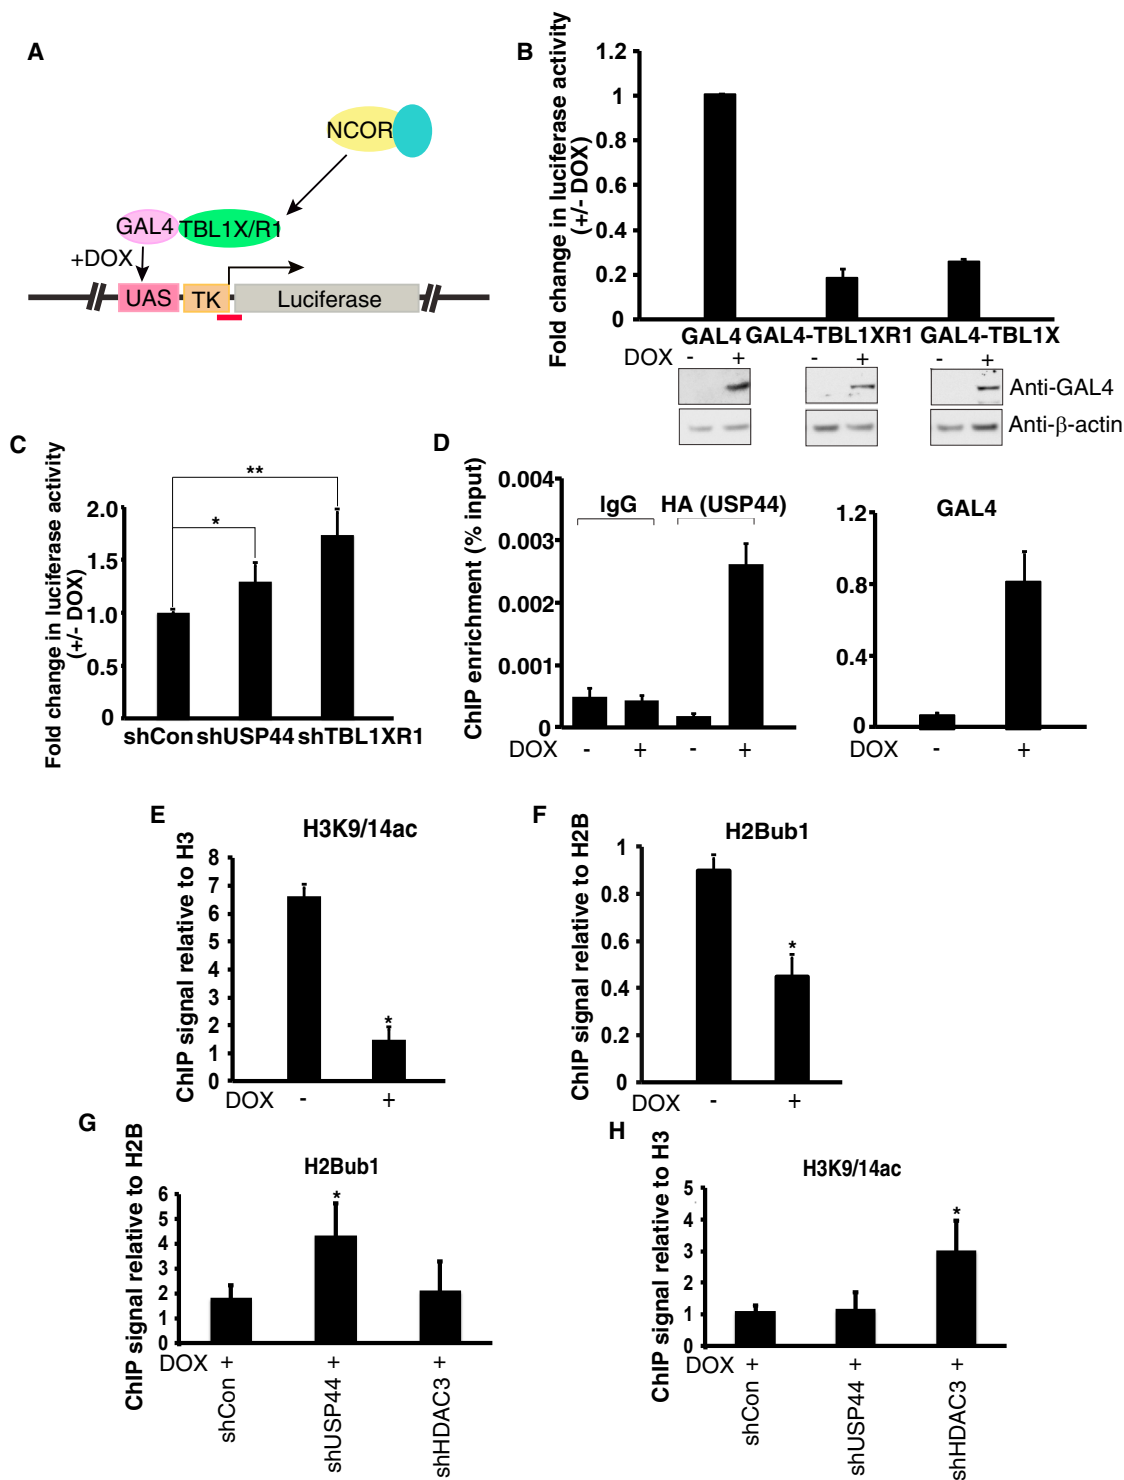 A
NCOR
GAL4 TBL1X/R1
+DOX
UAS TK Luciferase
B
Fold change in luciferase activity
(+/- DOX)
1.2
1
0.8
0.6
0.4
0.2
0
GAL4 GAL4-TBL1XR1 GAL4-TBL1X
DOX - + - + - +
Anti-GAL4
Anti-β-actin
C
Fold change in luciferase activity
(+/- DOX)
2.0
1.5
1.0
0.5
0
**
*
shCon shUSP44 shTBL1XR1
D
ChIP enrichment (% input)
0.004
0.003
0.002
0.001
0
IgG HA (USP44)
DOX - + - +
GAL4
1.2
0.8
0.4
0
- +
E
H3K9/14ac
ChIP signal relative to H3
8
7
6
5
4
3
2
1
0
*
DOX - +
F
H2Bub1
ChIP signal relative to H2B
1
0.8
0.6
0.4
0.2
0
*
DOX - +
G
H2Bub1
ChIP signal relative to H2B
6
5
4
3
2
1
0
*
DOX + + +
shCon
shUSP44
shHDAC3
H
H3K9/14ac
ChIP signal relative to H3
5
4
3
2
1
0
*
DOX + + +
shCon
shUSP44
shHDAC3